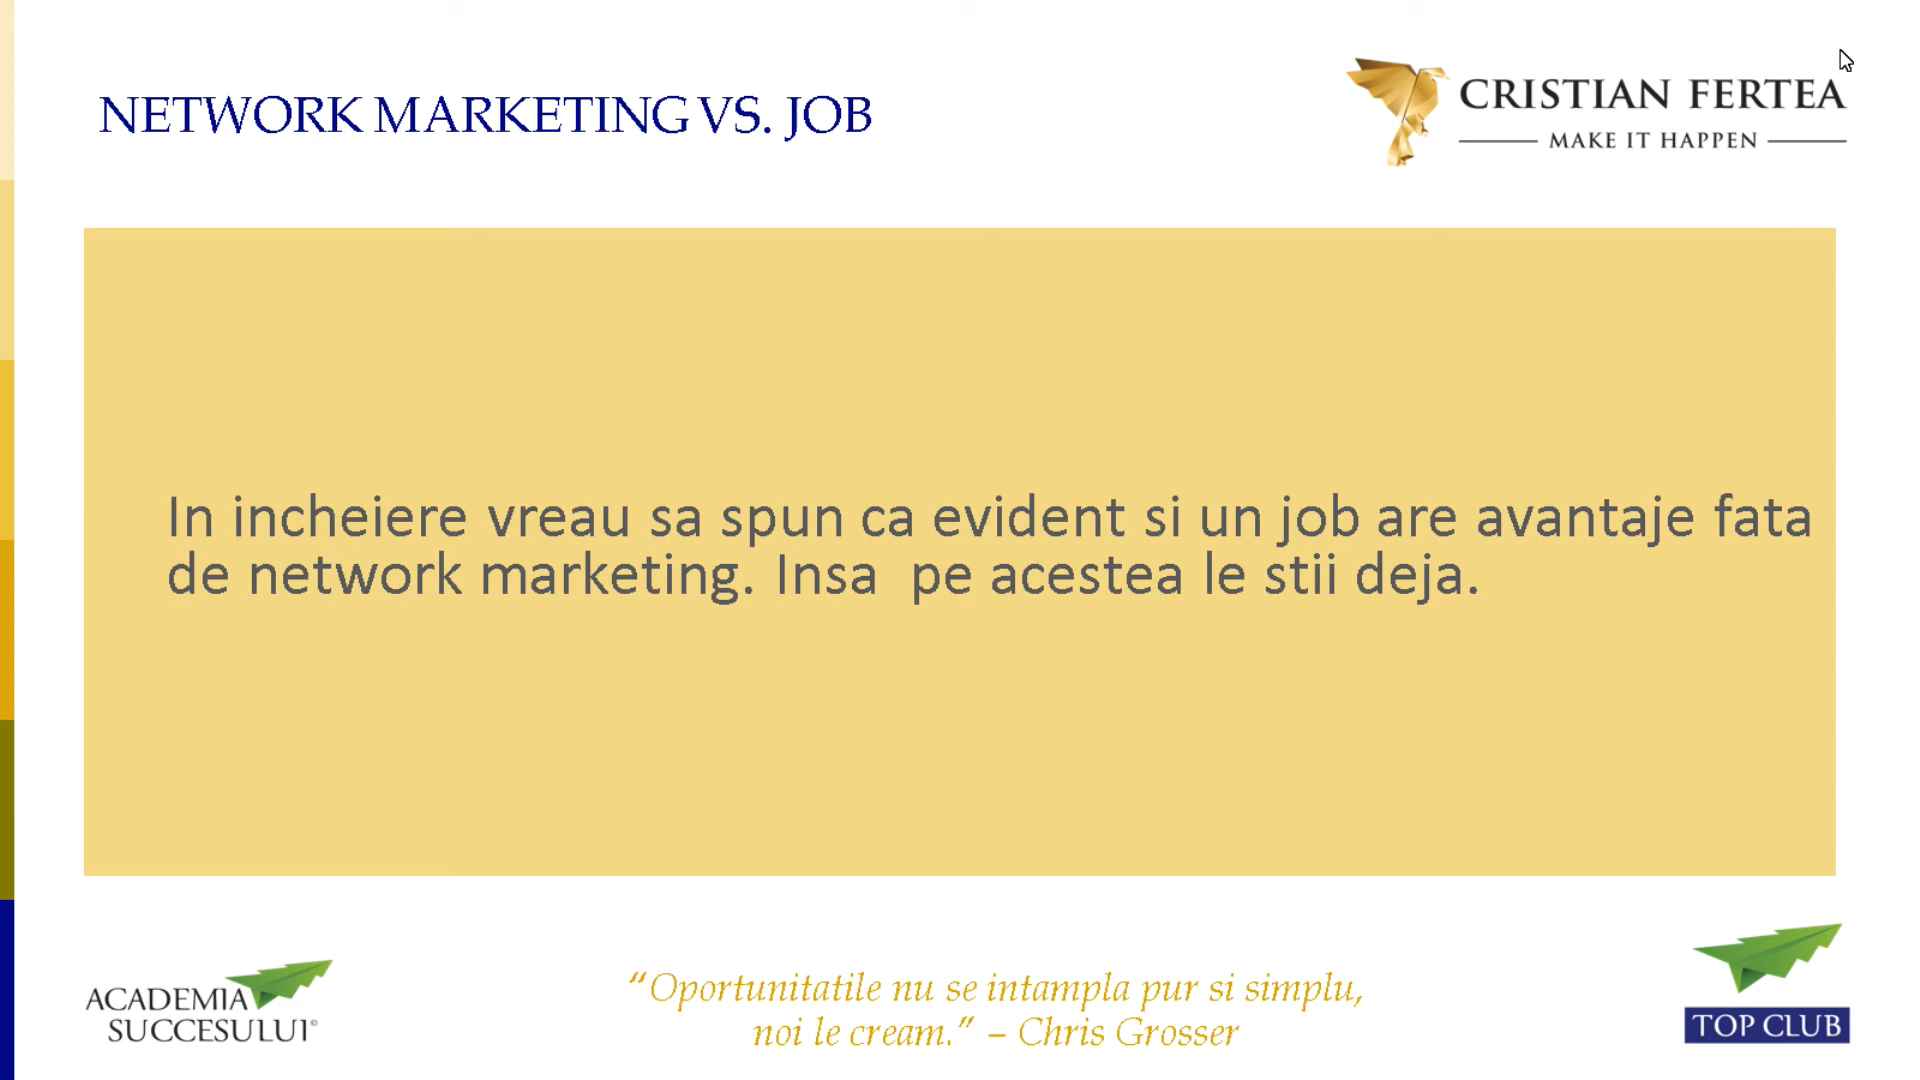 NETWORK MARKETING VS. JOB
CRISTIAN FERTEA
MAKE IT HAPPEN
In incheiere vreau sa spun ca evident si un job are avantaje fata
de network marketing. Insa pe acestea le stii deja.
ACADEMIA
SUCCESULUI©
“Oportunitatile nu se intampla pur si simplu,
noi le cream.” – Chris Grosser
TOP CLUB